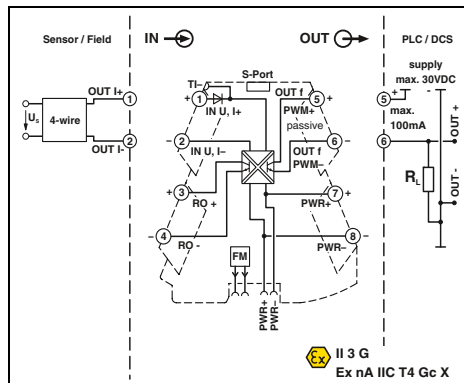 Sensor / Field
IN
OUT
PLC / DCS
supply
max. 30VDC
OUT I+
1
2
OUT I-
Us
4-wire
S-Port
TI–
+
1
IN U, I+
–
2
IN U, I–
+
3
RO +
–
4
RO -
OUT f
5
+
PWM+
passive
6
–
OUT f
PWM–
7
+
PWR+
8
–
PWR–
FM
PWR +
PWR–
5
+
-
max.
100mA
6
RL
OUT +
OUT -
Ex
II 3 G
Ex nA IIC T4 Gc X